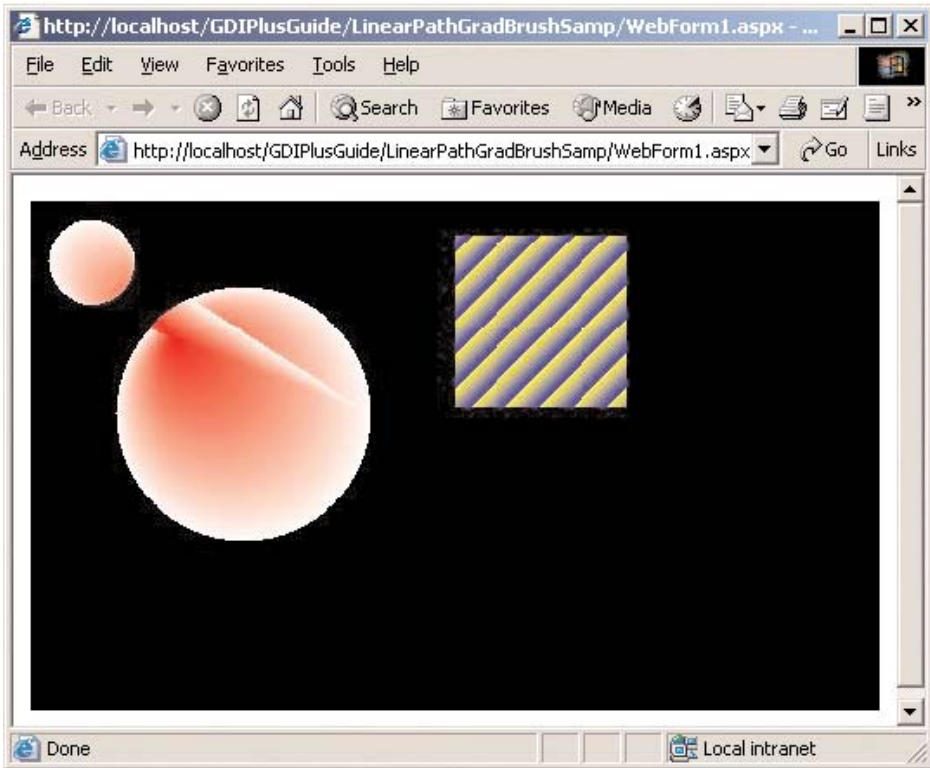 http://localhost/GDIPlusGuide/LinearPathGradBrushSamp/WebForm1.aspx - ...
File Edit View Favorites Tools Help
Back Search Favorites Media »
Address http://localhost/GDIPlusGuide/LinearPathGradBrushSamp/WebForm1.aspx Go Links
Done Local intranet